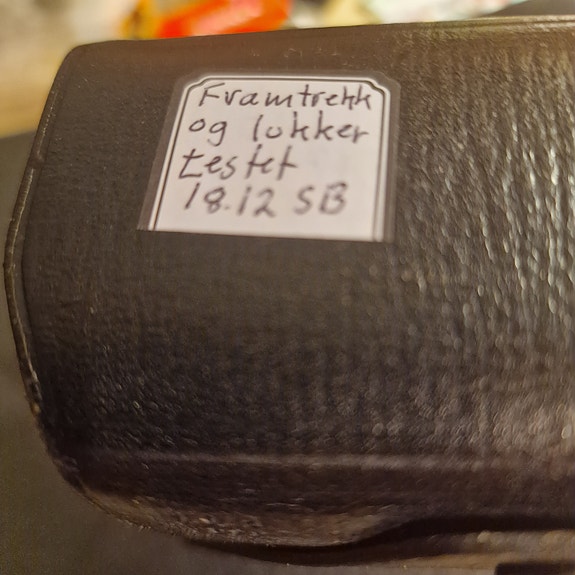 Framtrekk
og lukker
testet
18.12 SB